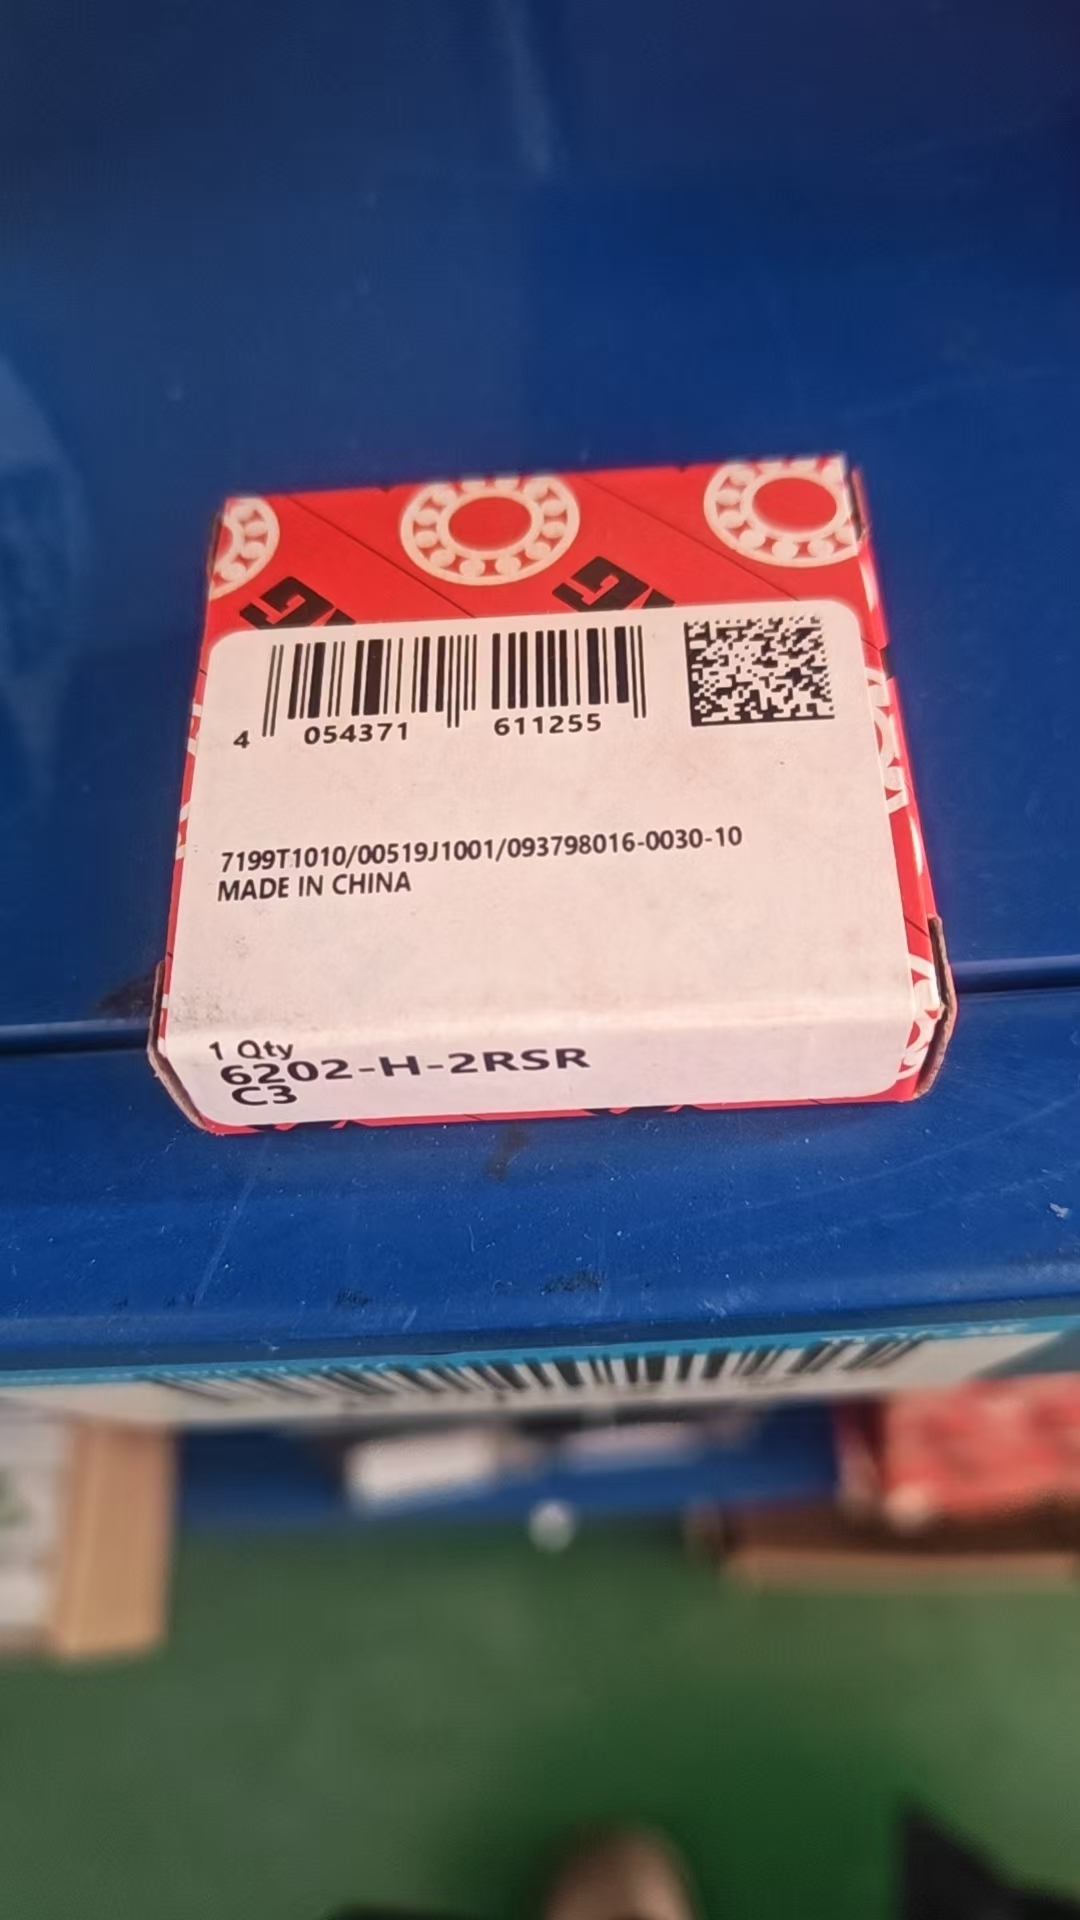 4 054371 611255
7199T1010/00519J1001/093798016-0030-10
MADE IN CHINA
1 Qty
6202-H-2RSR
C3